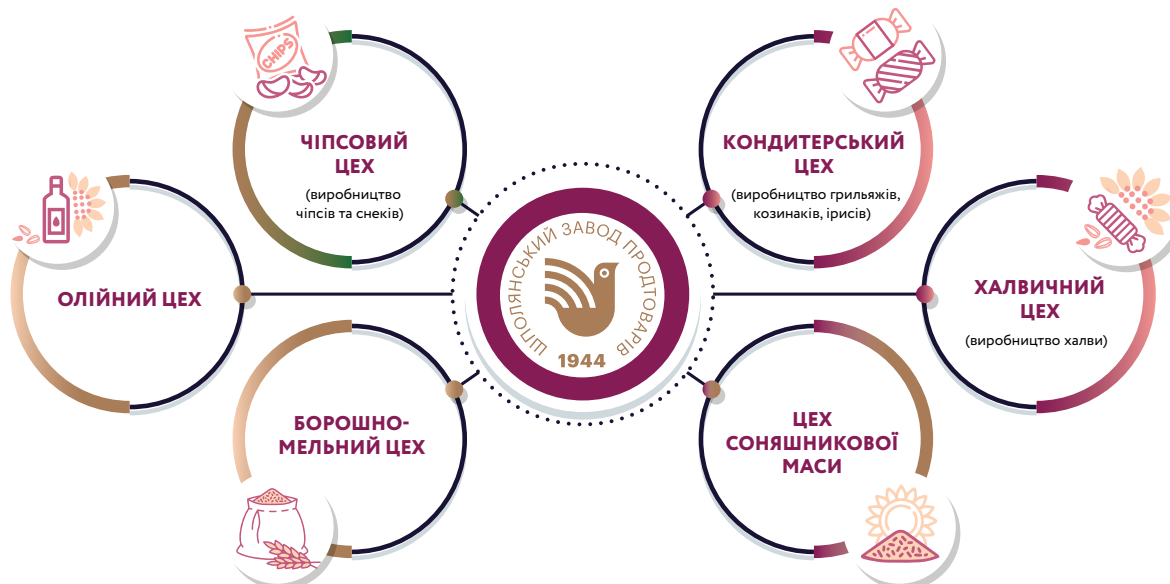 CHIPS
ЧІПСОВИЙ
ЦЕХ
(виробництво
чіпсів та снеків)
КОНДИТЕРСЬКИЙ
ЦЕХ
(виробництво грильяжів,
козинаків, ірисів)
ОЛІЙНИЙ ЦЕХ
ШПОЛЯНСЬКИЙ ЗАВОД ПРОДТОВАРІВ
1944
ХАЛВИЧНИЙ
ЦЕХ
(виробництво халви)
БОРОШНО-
МЕЛЬНИЙ ЦЕХ
ЦЕХ
СОНЯШНИКОВОЇ
МАСИ